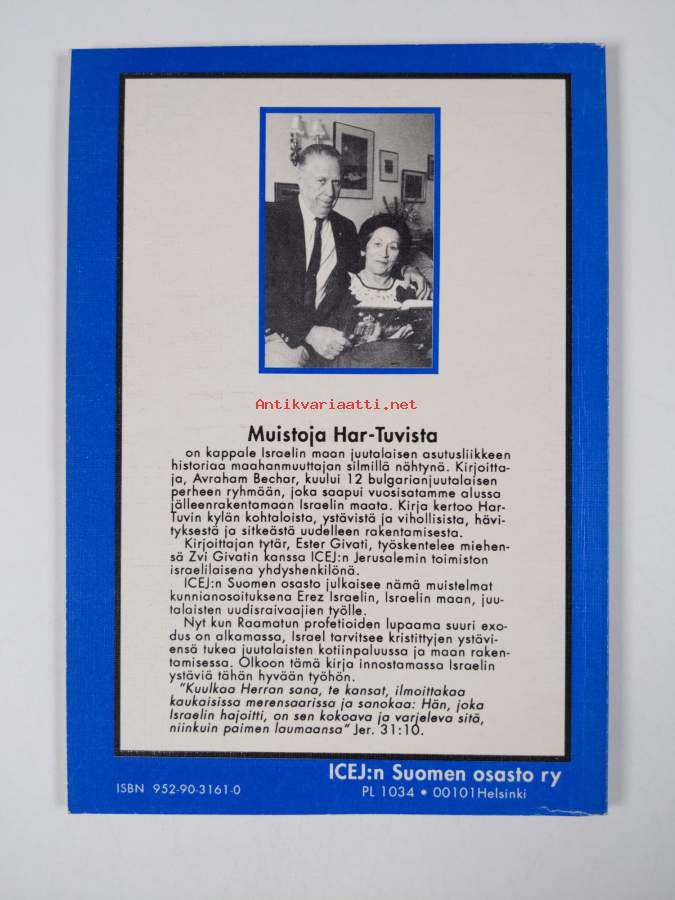 Antikvariaatti.net
Muistoja Har-Tuvista
on kappale Israelin maan juutalaisen asutusliikkeen
historiaa maahanmuuttajan silmillä nähtynä. Kirjoitta-
ja, Avraham Bechar, kuului 12 bulgarianjuutalaisen
perheen ryhmään, joka saapui vuosisatamme alussa
jälleenrakentamaan Israelin maata. Kirja kertoo Har-
Tuvin kylän kohtaloista, ystävistä ja vihollisista, hävi-
tyksestä ja sitkeästä uudelleen rakentamisesta.
Kirjoittajan tytär, Ester Givati, työskentelee miehen-
sä Zvi Givatin kanssa ICEJ:n Jerusalemin toimiston
israelilaisena yhdyshenkilönä.
ICEJ:n Suomen osasto julkaisee nämä muistelmat
kunnianosoituksena Erez Israelin, Israelin maan, juu-
talaisten uudisraivaajien työlle.
Nyt kun Raamatun profetioiden lupaama suuri exo-
dus on alkamassa, Israel tarvitsee kristittyjen ystävi-
ensä tukea juutalaisten kotiinpaluussa ja maan raken-
tamisessa. Olkoon tämä kirja innostamassa Israelin
ystäviä tähän hyvään työhön.
"Kuulkaa Herran sana, te kansat, ilmoittakaa
kaukaisissa merensaarissa ja sanokaa: Hän, joka
Israelin hajoitti, on sen kokoava ja varjeleva sitä,
niinkuin paimen laumaansa" Jer. 31:10.
ICEJ:n Suomen osasto ry
ISBN 952-90-3161-0
PL 1034 • 00101Helsinki